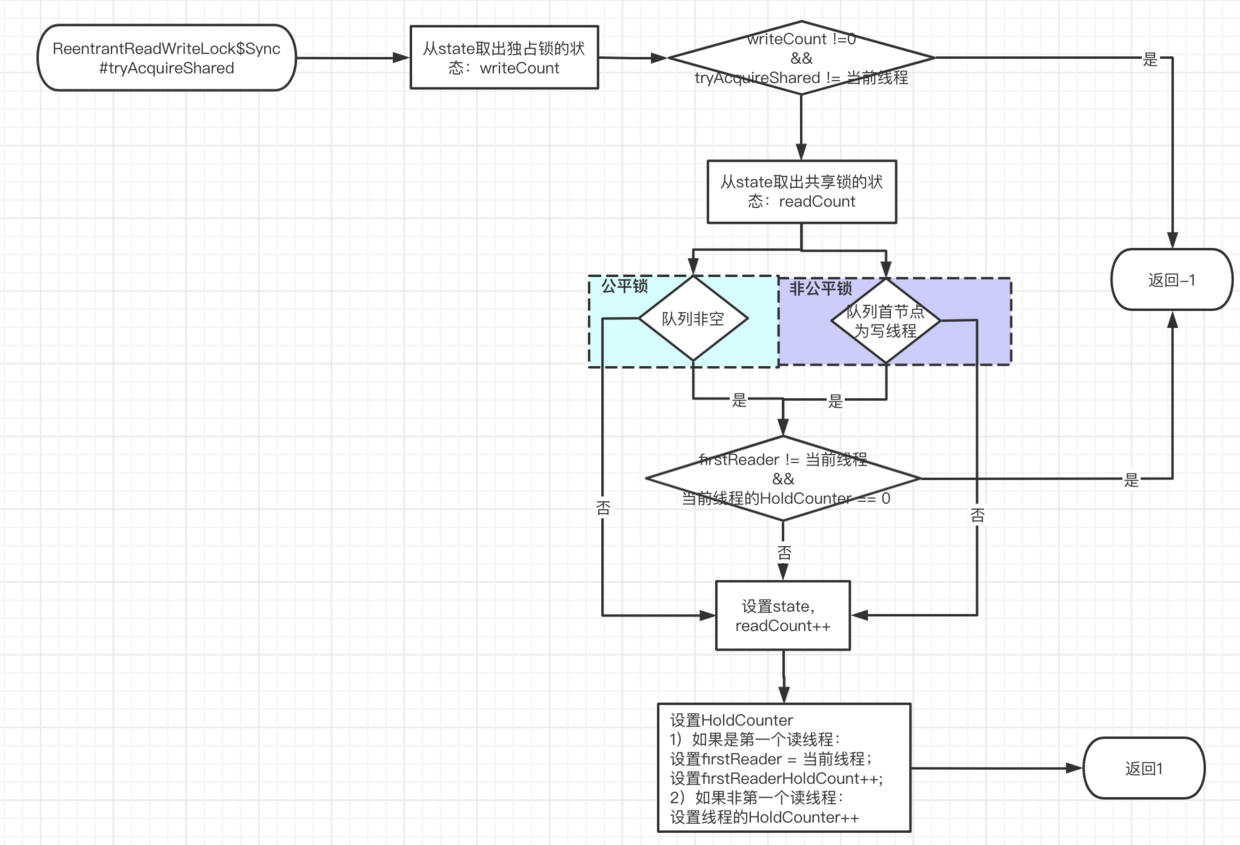 ReentrantReadWriteLock$Sync
#tryAcquireShared
从state取出独占锁的状
态：writeCount
writeCount !=0
&&
tryAcquireShared != 当前线程
是
从state取出共享锁的状
态：readCount
返回-1
公平锁
队列非空
非公平锁
队列首节点
为写线程
是
是
firstReader != 当前线程
&&
当前线程的HoldCounter == 0
是
否
否
否
设置state，
readCount++
设置HoldCounter
1）如果是第一个读线程：
设置firstReader = 当前线程；
设置firstReaderHoldCount++;
2）如果非第一个读线程：
设置线程的HoldCounter++
返回1